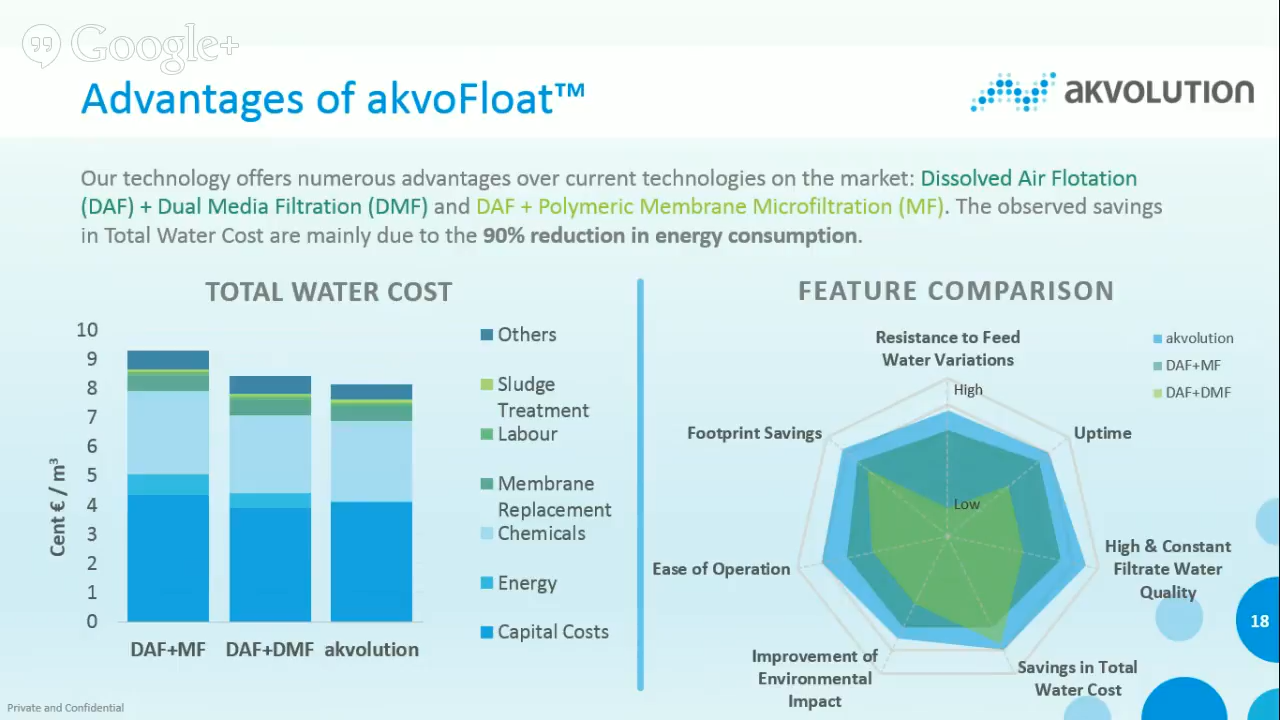 Google+
Advantages of akvoFloat™
AKVOLUTION
Our technology offers numerous advantages over current technologies on the market: Dissolved Air Flotation
(DAF) + Dual Media Filtration (DMF) and DAF + Polymeric Membrane Microfiltration (MF). The observed savings
in Total Water Cost are mainly due to the 90% reduction in energy consumption.
TOTAL WATER COST
10
9
8
7
6
5
4
3
2
1
0
Cent € / m³
DAF+MF DAF+DMF akvolution
Others
Sludge
Treatment
Labour
Membrane
Replacement
Chemicals
Energy
Capital Costs
FEATURE COMPARISON
Resistance to Feed
Water Variations
akvolution
DAF+MF
DAF+DMF
High
Footprint Savings
Uptime
Low
Ease of Operation
High & Constant
Filtrate Water
Quality
Improvement of
Environmental
Impact
Savings in Total
Water Cost
18
Private and Confidential